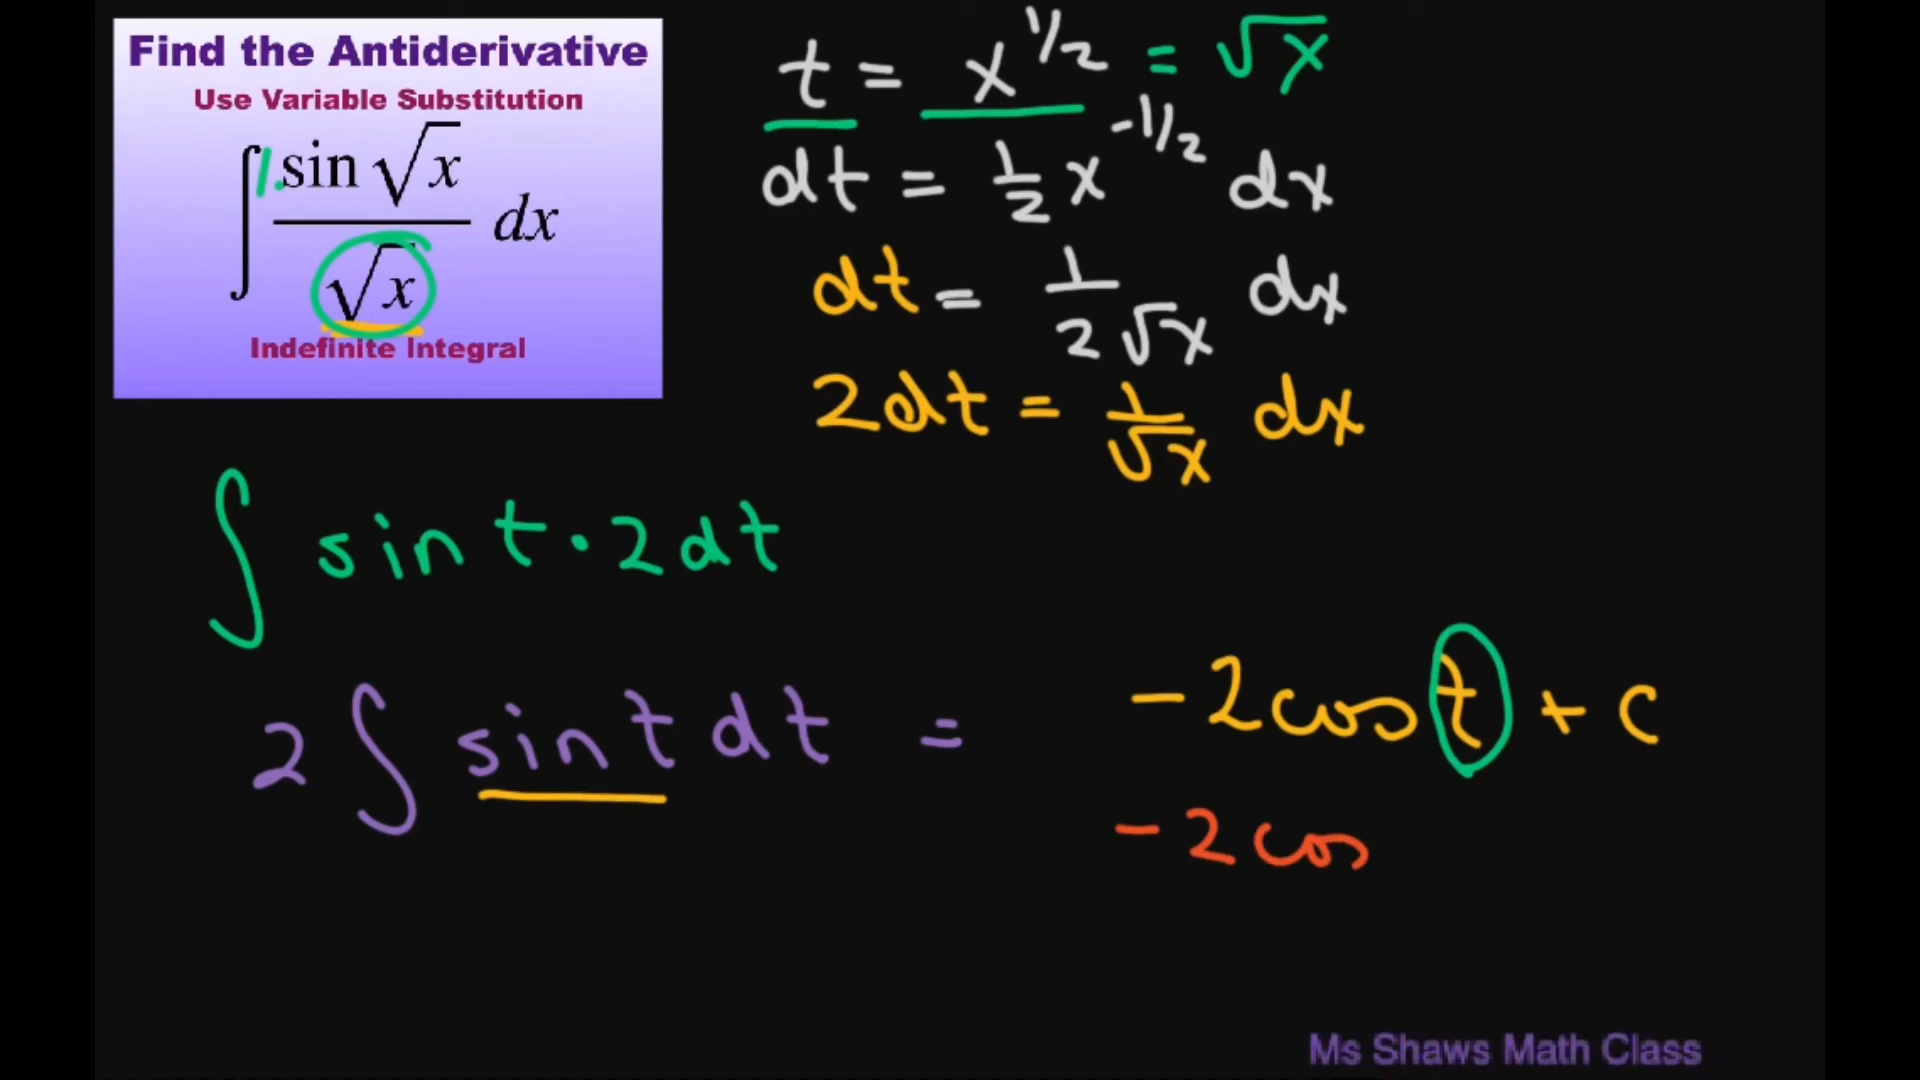 Find the Antiderivative
Use Variable Substitution
∫ 1·sin √x / √x dx
Indefinite Integral
t = x^1/2 = √x
dt = 1/2 x^-1/2 dx
dt = 1/2√x dx
2dt = 1/√x dx
∫ sin t · 2dt
2 ∫ sin t dt = -2cos t + c
-2cos
Ms Shaws Math Class